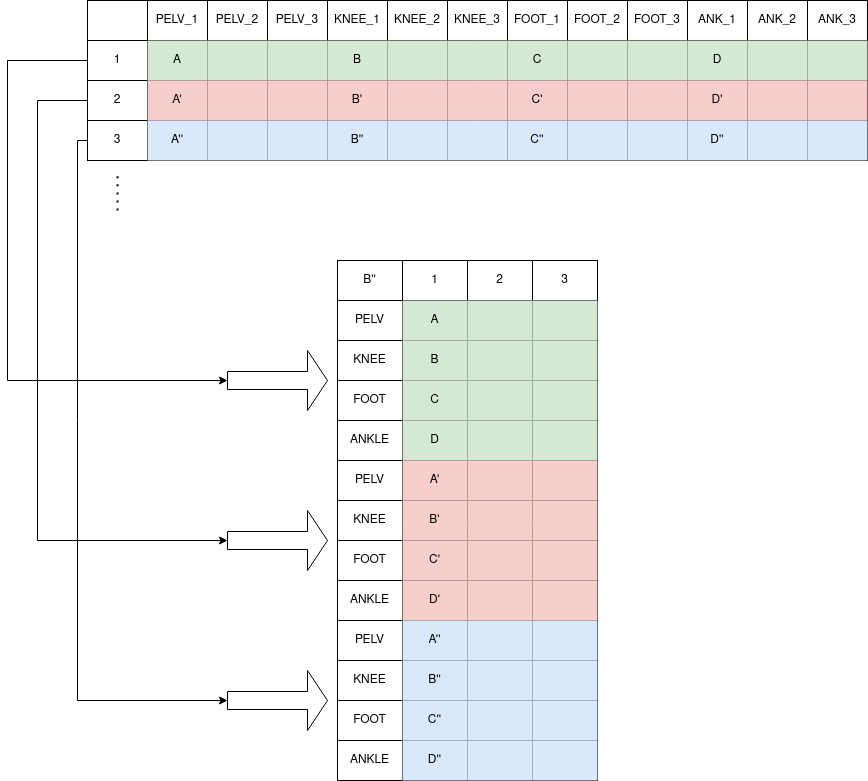 PELV_1 PELV_2 PELV_3 KNEE_1 KNEE_2 KNEE_3 FOOT_1 FOOT_2 FOOT_3 ANK_1 ANK_2 ANK_3
1 A B C D
2 A' B' C' D'
3 A'' B'' C'' D''
B'' 1 2 3
PELV A
KNEE B
FOOT C
ANKLE D
PELV A'
KNEE B'
FOOT C'
ANKLE D'
PELV A''
KNEE B''
FOOT C''
ANKLE D''